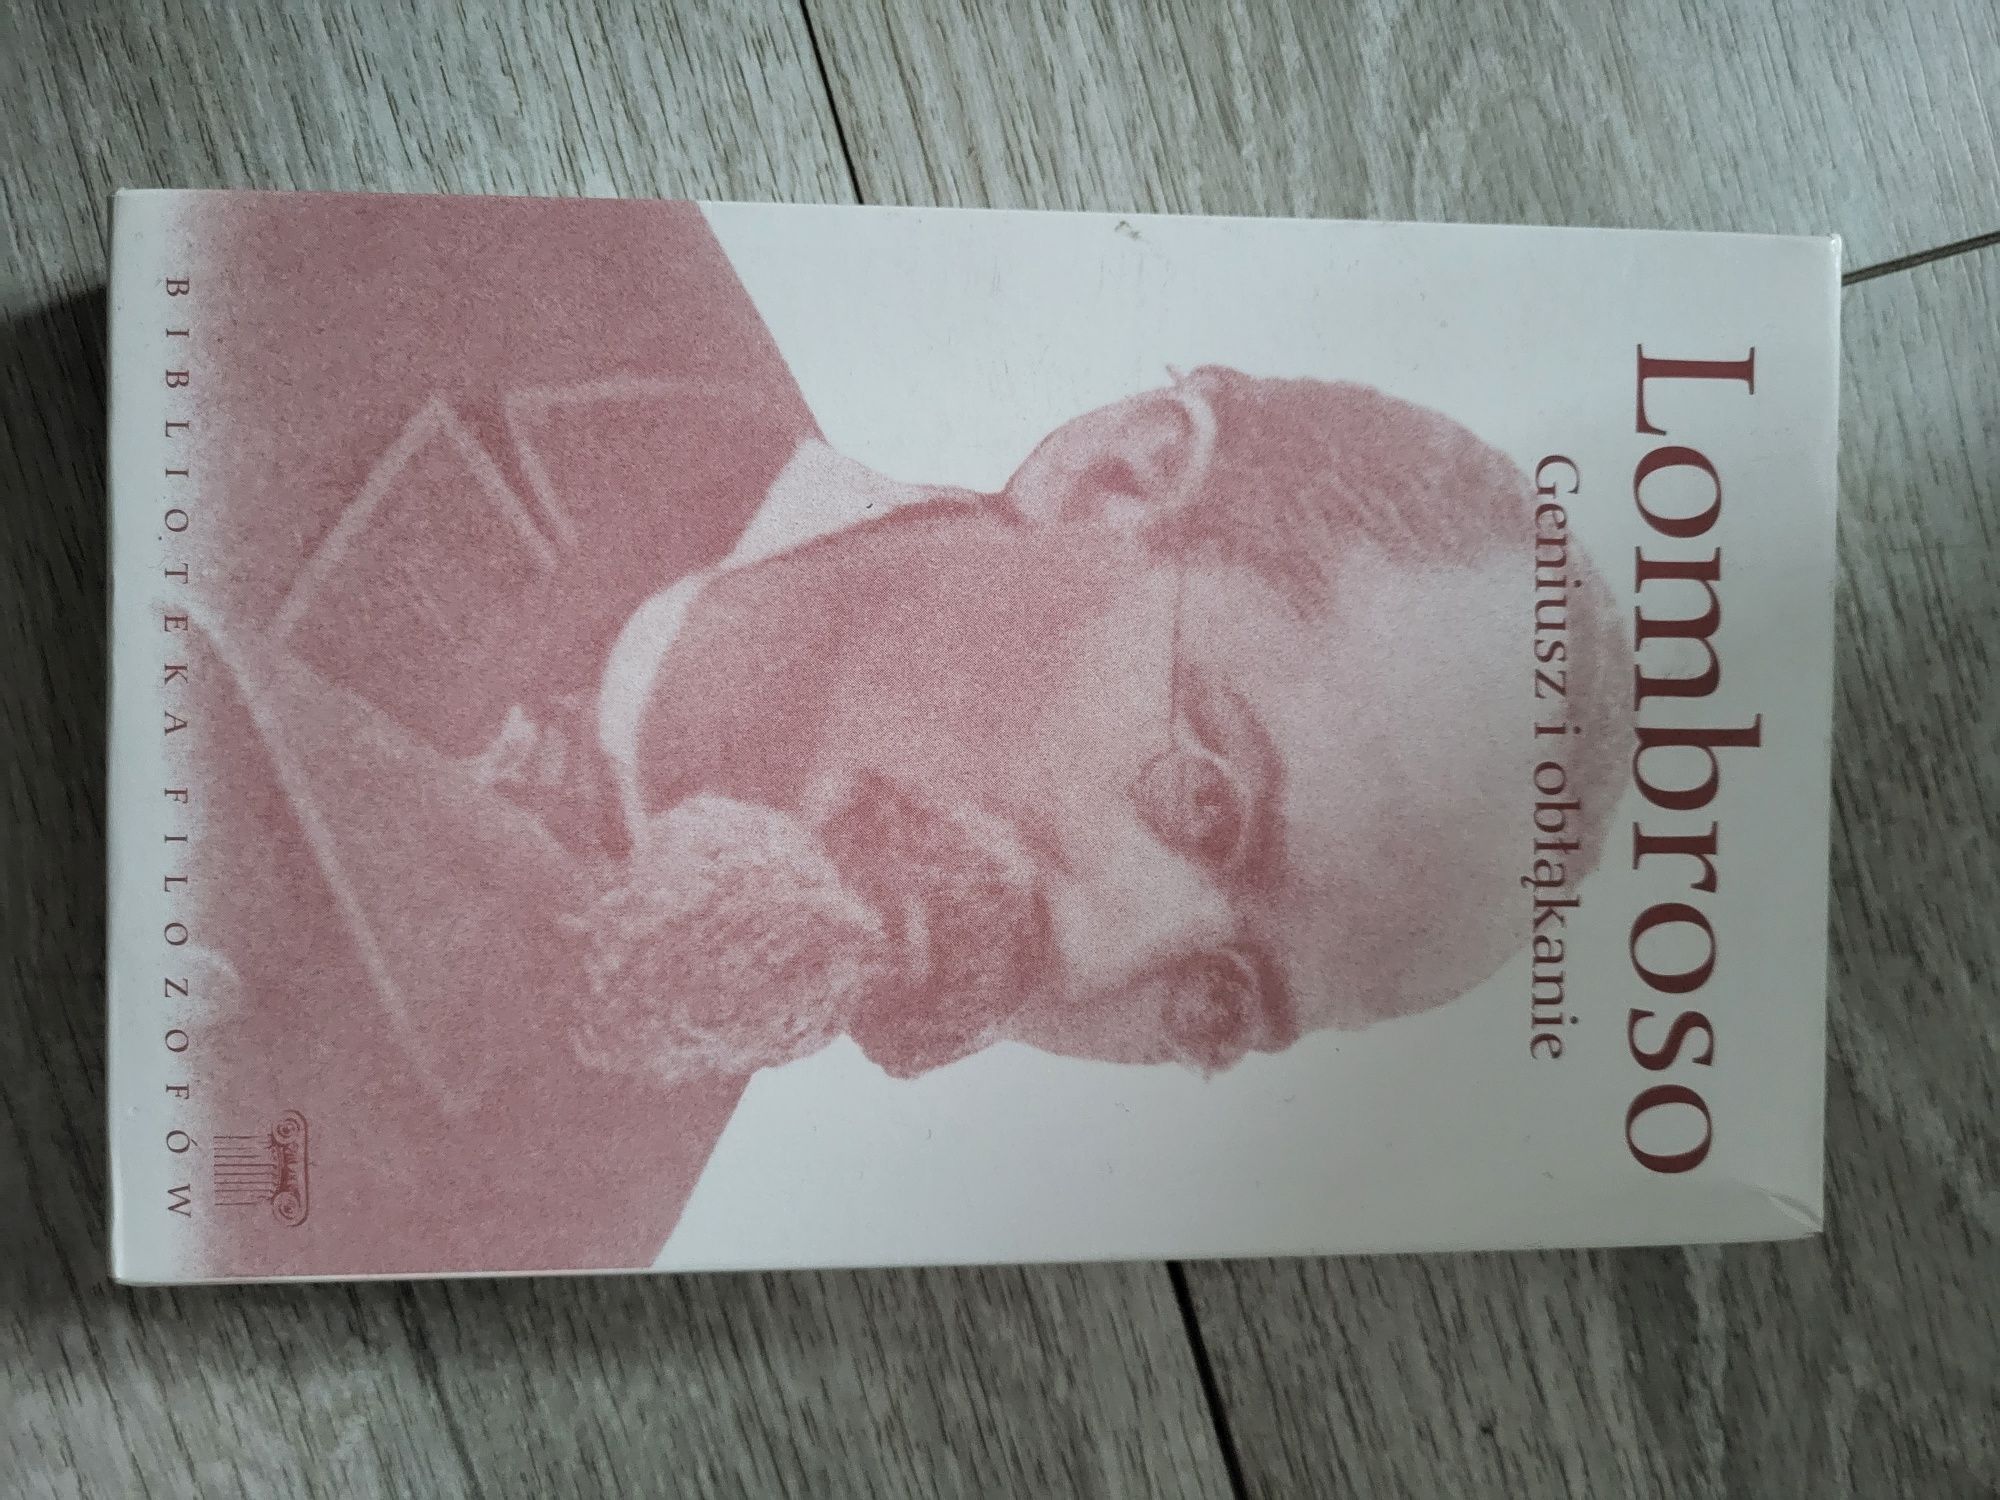 Lombroso
Geniusz i obłąkanie
BIBLIOTEKA FILOZOFÓW